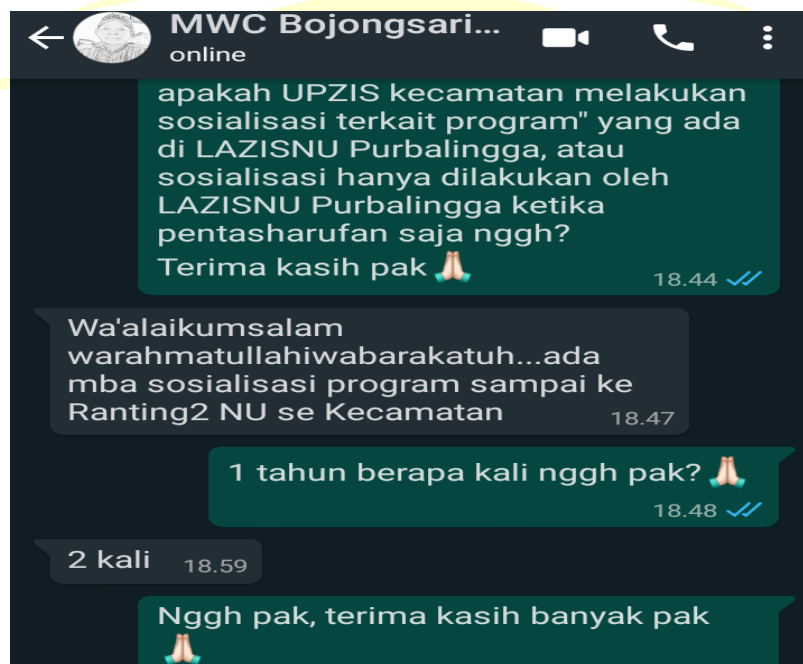 MWC Bojongsari...
online
apakah UPZIS kecamatan melakukan
sosialisasi terkait program" yang ada
di LAZISNU Purbalingga, atau
sosialisasi hanya dilakukan oleh
LAZISNU Purbalingga ketika
pentasharufan saja nggh?
Terima kasih pak 🙏🏻
18.44
Wa'alaikumsalam
warahmatullahiwabarakatuh...ada
mba sosialisasi program sampai ke
Ranting2 NU se Kecamatan
18.47
1 tahun berapa kali nggh pak? 🙏🏻
18.48
2 kali 18.59
Nggh pak, terima kasih banyak pak
🙏🏻